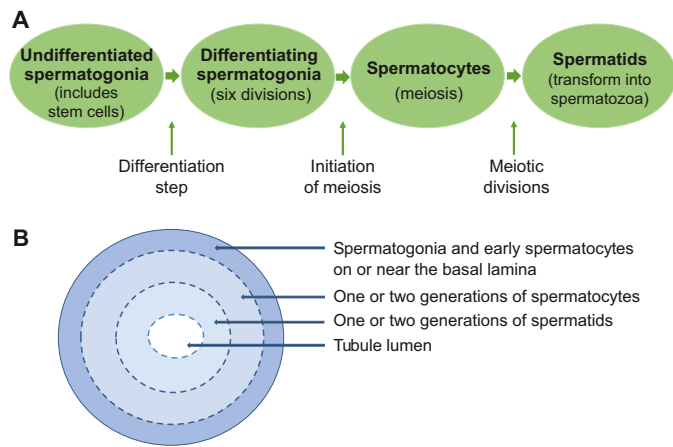 A
Undifferentiated
spermatogonia
(includes
stem cells)
Differentiating
spermatogonia
(six divisions)
Spermatocytes
(meiosis)
Spermatids
(transform into
spermatozoa)
Differentiation
step
Initiation
of meiosis
Meiotic
divisions
B
Spermatogonia and early spermatocytes
on or near the basal lamina
One or two generations of spermatocytes
One or two generations of spermatids
Tubule lumen